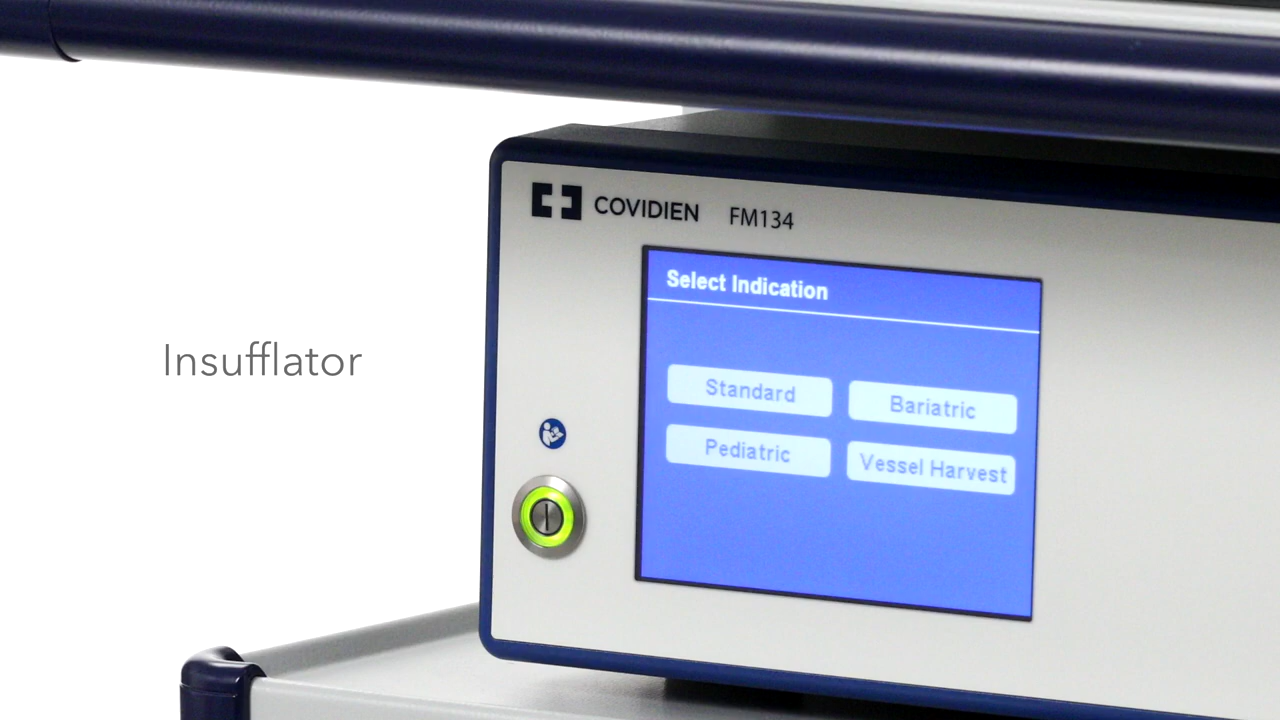 COVIDIEN FM134
Select Indication
Insufflator
Standard
Bariatric
Pediatric
Vessel Harvest